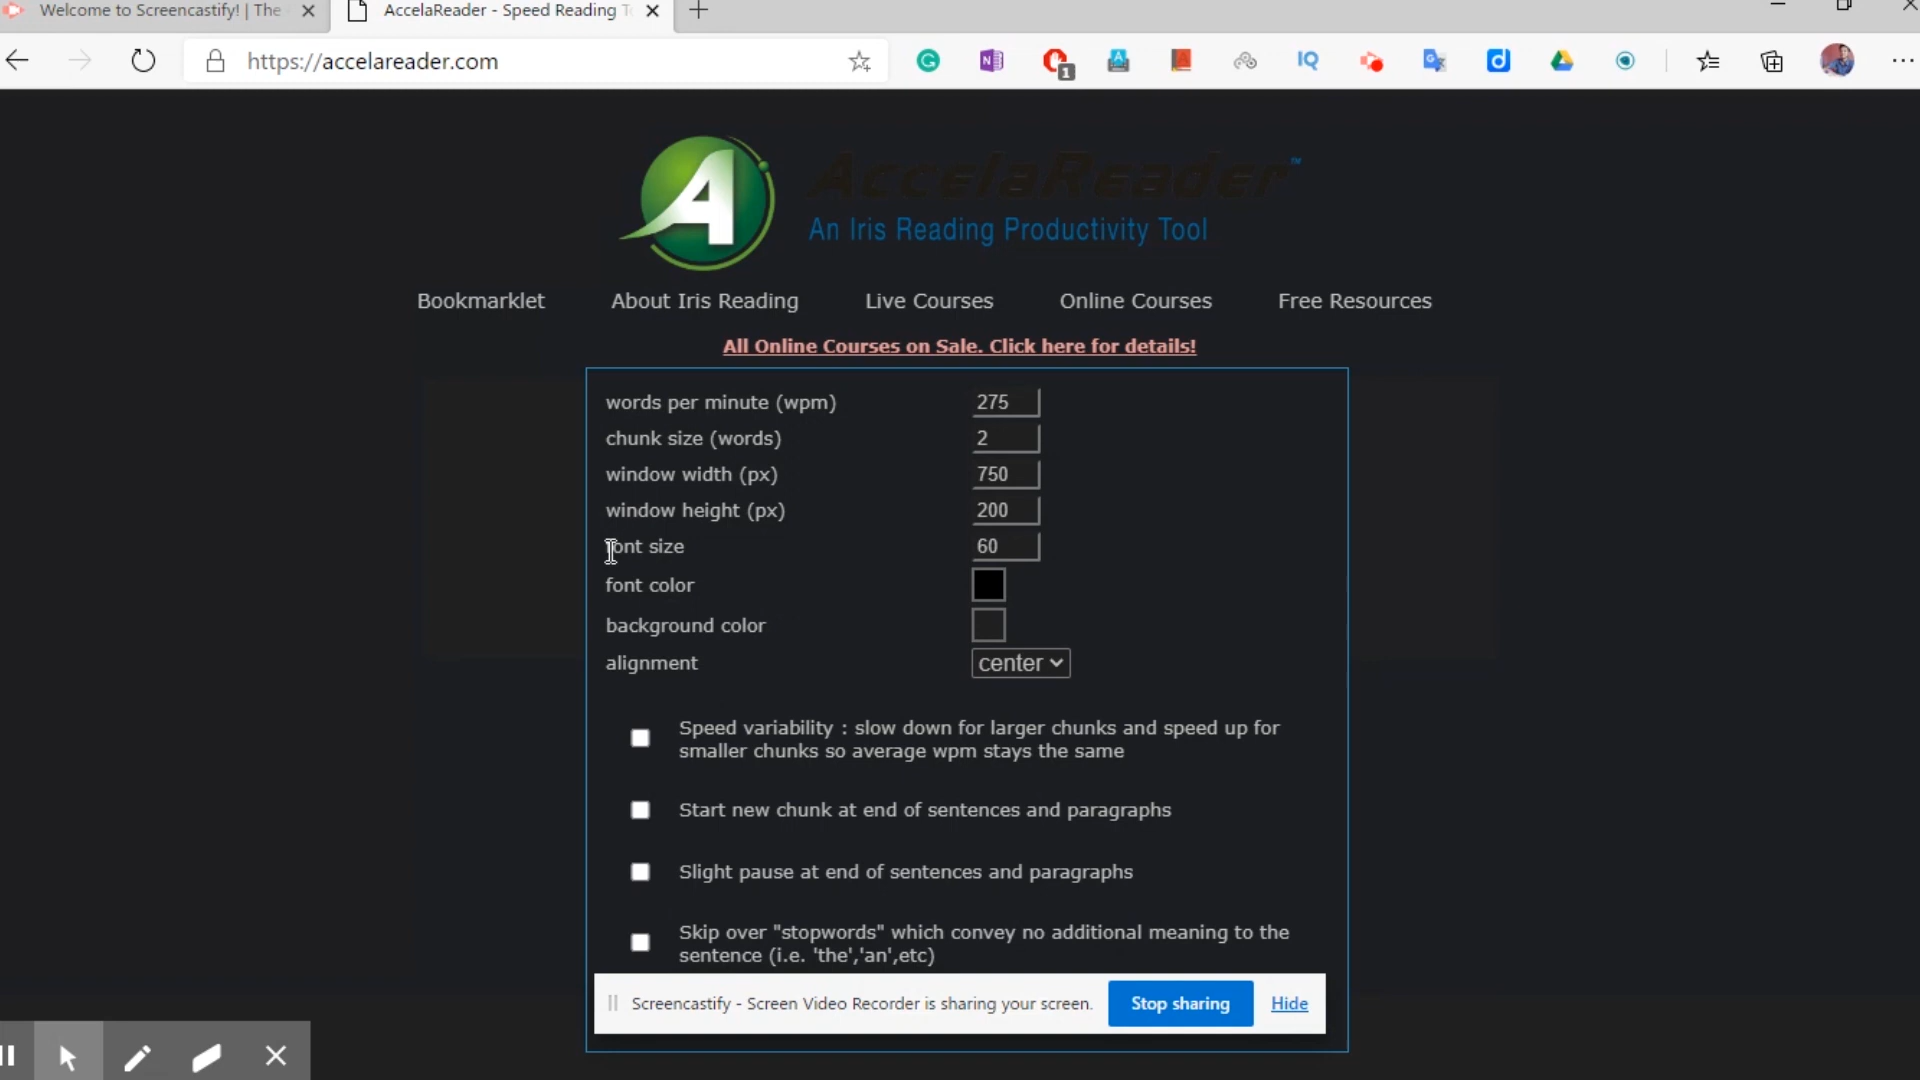 Welcome to Screencastify! | The
AccelaReader - Speed Reading T
https://accelareader.com
1
N
IQ
A
AccelaReader™
An Iris Reading Productivity Tool
Bookmarklet About Iris Reading Live Courses Online Courses Free Resources
All Online Courses on Sale. Click here for details!
words per minute (wpm) 275
chunk size (words) 2
window width (px) 750
window height (px) 200
font size 60
font color
background color
alignment center
Speed variability : slow down for larger chunks and speed up for
smaller chunks so average wpm stays the same
Start new chunk at end of sentences and paragraphs
Slight pause at end of sentences and paragraphs
Skip over "stopwords" which convey no additional meaning to the
sentence (i.e. 'the','an',etc)
Screencastify - Screen Video Recorder is sharing your screen. Stop sharing Hide